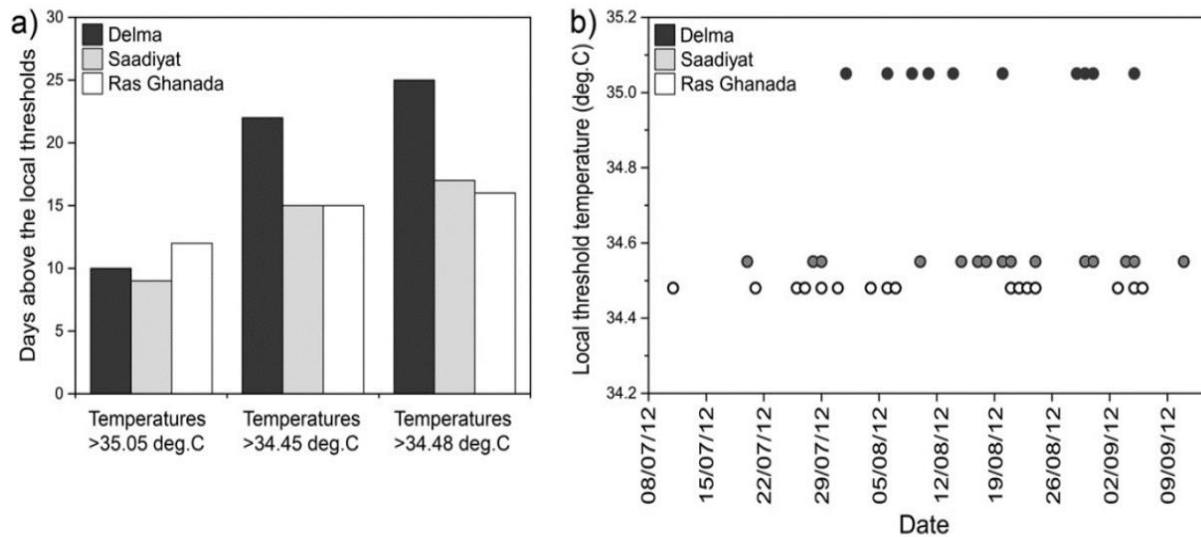 a)
Days above the local thresholds
30
25
20
15
10
5
0
Delma
Saadiyat
Ras Ghanada
Temperatures
>35.05 deg.C
Temperatures
>34.45 deg.C
Temperatures
>34.48 deg.C
b)
Local threshold temperature (deg.C)
35.2
35.0
34.8
34.6
34.4
34.2
Delma
Saadiyat
Ras Ghanada
08/07/12
15/07/12
22/07/12
29/07/12
05/08/12
12/08/12
19/08/12
26/08/12
02/09/12
09/09/12
Date